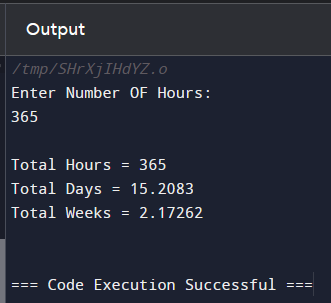 Output
/tmp/SHrXjIHdYZ.o
Enter Number OF Hours:
365
Total Hours = 365
Total Days = 15.2083
Total Weeks = 2.17262
=== Code Execution Successful ===